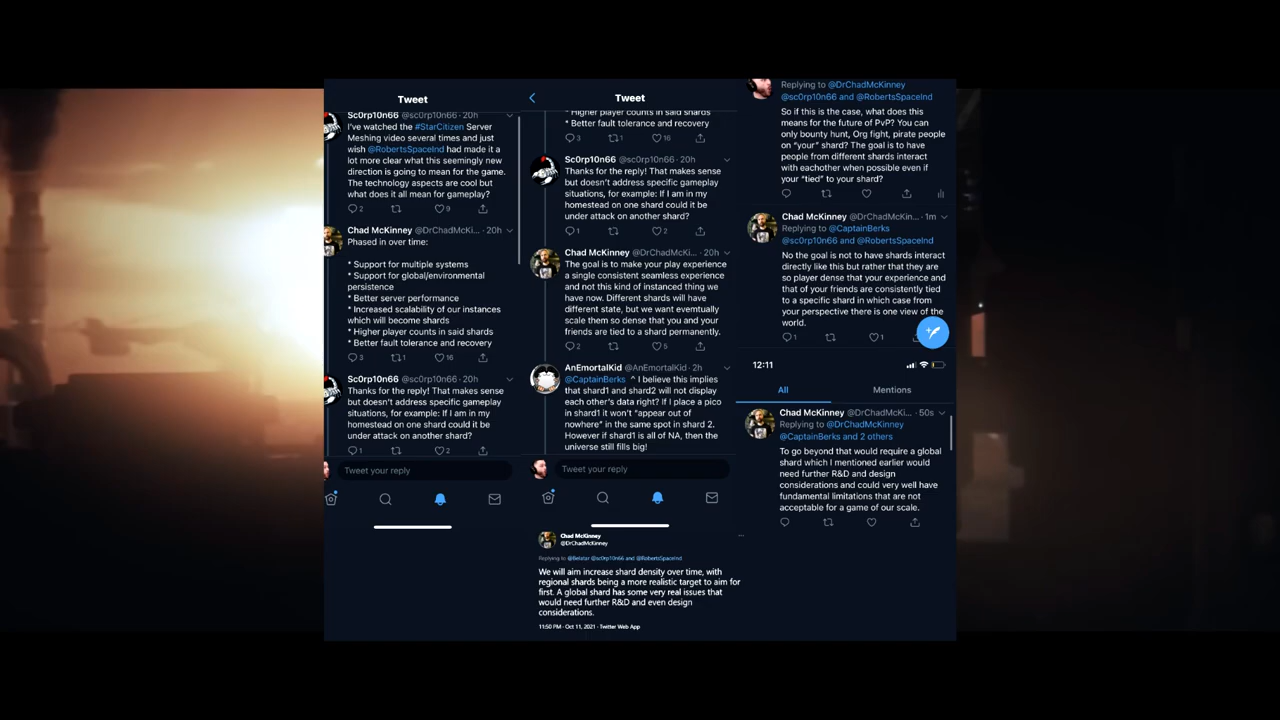 Tweet
Sc0rp10n66 @sc0rp10n66 · 20h
I've watched the #StarCitizen Server
Meshing video several times and just
wish @RobertsSpaceInd had made it a
lot more clear what this seemingly new
direction is going to mean for the game.
The technology aspects are cool but
what does it all mean for gameplay?
2 9
Chad McKinney @DrChadMcKi... · 20h
Phased in over time:
* Support for multiple systems
* Support for global/environmental
persistence
* Better server performance
* Increased scalability of our instances
which will become shards
* Higher player counts in said shards
* Better fault tolerance and recovery
3 1 16
Sc0rp10n66 @sc0rp10n66 · 20h
Thanks for the reply! That makes sense
but doesn't address specific gameplay
situations, for example: If I am in my
homestead on one shard could it be
under attack on another shard?
1 2
Tweet your reply
Tweet
* Higher player counts in said shards
* Better fault tolerance and recovery
3 1 16
Sc0rp10n66 @sc0rp10n66 · 20h
Thanks for the reply! That makes sense
but doesn't address specific gameplay
situations, for example: If I am in my
homestead on one shard could it be
under attack on another shard?
1 2
Chad McKinney @DrChadMcKi... · 20h
The goal is to make your play experience
a single consistent seamless experience
and not this kind of instanced thing we
have now. Different shards will have
different state, but we want eventually
scale them so dense that you and your
friends are tied to a shard permanently.
2 5
AnEmortalKid @AnEmortalKid · 2h
@CaptainBerks ^ I believe this implies
that shard1 and shard2 will not display
each other's data right? If I place a pico
in shard1 it won't "appear out of
nowhere" in the same spot in shard 2.
However if shard1 is all of NA, then the
universe still fills big!
Tweet your reply
Chad McKinney
@DrChadMcKinney
Replying to @Belatar @sc0rp10n66 and @RobertsSpaceInd
We will aim increase shard density over time, with
regional shards being a more realistic target to aim for
first. A global shard has some very real issues that
would need further R&D and even design
considerations.
11:50 PM · Oct 11, 2021 · Twitter Web App
Replying to @DrChadMcKinney
@sc0rp10n66 and @RobertsSpaceInd
So if this is the case, what does this
means for the future of PvP? You can
only bounty hunt, Org fight, pirate people
on "your" shard? The goal is to have
people from different shards interact
with eachother when possible even if
your "tied" to your shard?
Chad McKinney @DrChadMcKin... · 1m
Replying to @CaptainBerks
@sc0rp10n66 and @RobertsSpaceInd
No the goal is not to have shards interact
directly like this but rather that they are
so player dense that your experience and
that of your friends are consistently tied
to a specific shard in which case from
your perspective there is one view of the
world.
1 1
12:11
All Mentions
Chad McKinney @DrChadMcKi... · 50s
Replying to @DrChadMcKinney
@CaptainBerks and 2 others
To go beyond that would require a global
shard which I mentioned earlier would
need further R&D and design
considerations and could very well have
fundamental limitations that are not
acceptable for a game of our scale.